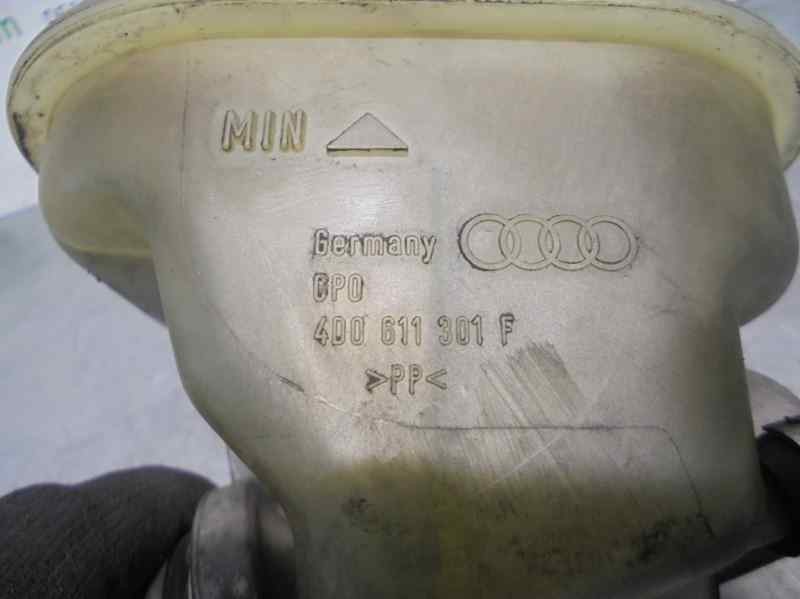 MIN
Germany
CPO
4D0 611 301 F
>PP<